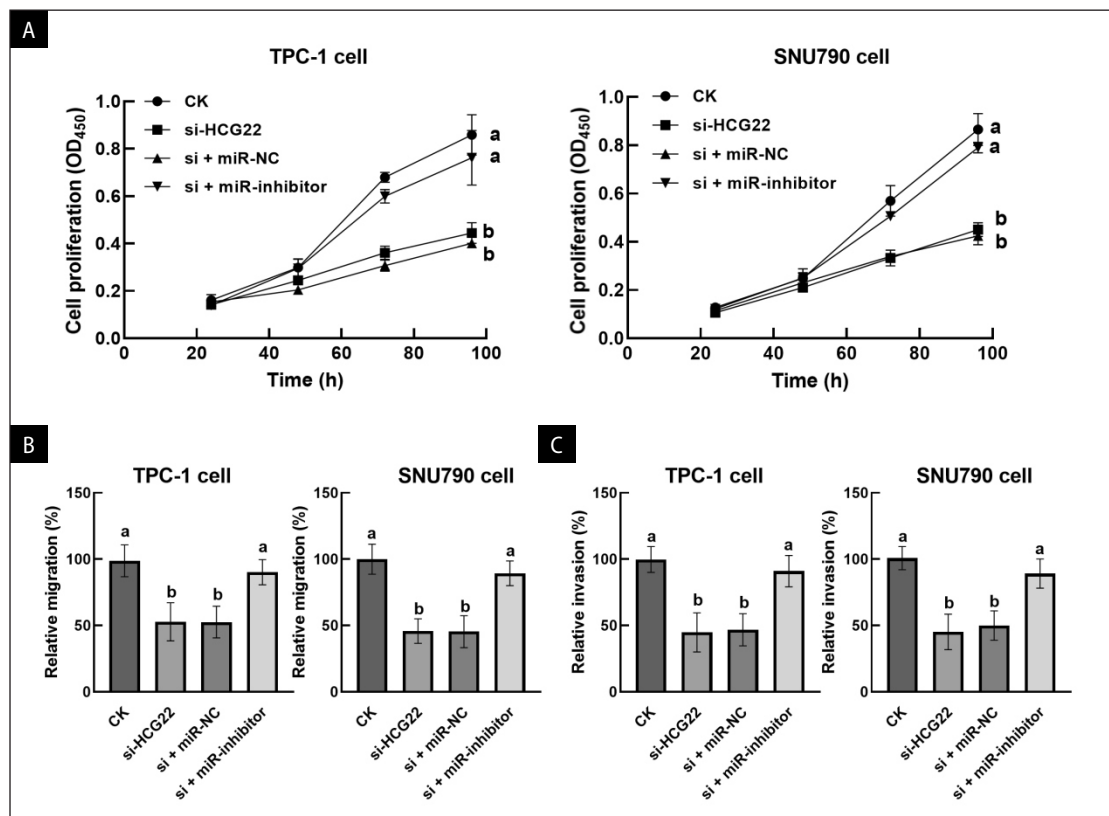 A
TPC-1 cell
Cell proliferation (OD450)
1.0
0.8
0.6
0.4
0.2
0.0
CK
si-HCG22
si + miR-NC
si + miR-inhibitor
a
a
b
b
0 20 40 60 80 100
Time (h)
SNU790 cell
Cell proliferation (OD450)
1.0
0.8
0.6
0.4
0.2
0.0
CK
si-HCG22
si + miR-NC
si + miR-inhibitor
a
a
b
b
0 20 40 60 80 100
Time (h)
B
TPC-1 cell
Relative migration (%)
150
100
50
0
a b b a
CK
si-HCG22
si + miR-NC
si + miR-inhibitor
SNU790 cell
Relative migration (%)
150
100
50
0
a b b a
CK
si-HCG22
si + miR-NC
si + miR-inhibitor
C
TPC-1 cell
Relative invasion (%)
150
100
50
0
a b b a
CK
si-HCG22
si + miR-NC
si + miR-inhibitor
SNU790 cell
Relative invasion (%)
150
100
50
0
a b b a
CK
si-HCG22
si + miR-NC
si + miR-inhibitor